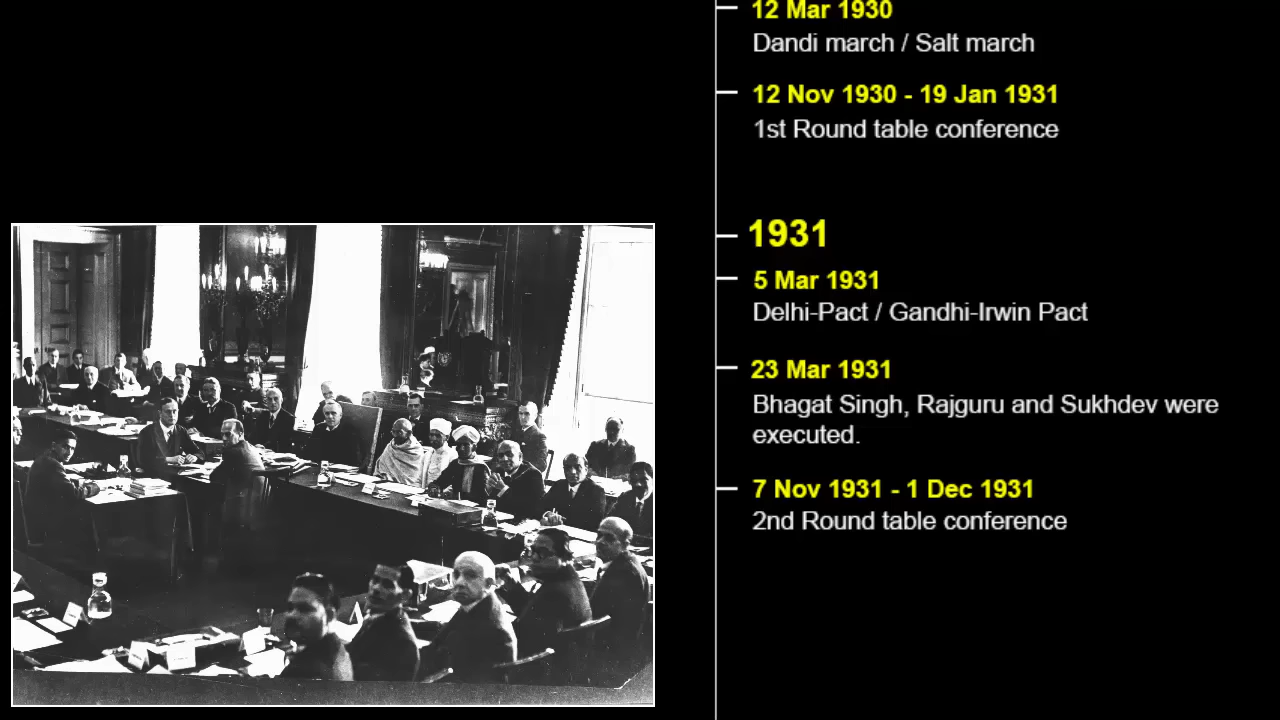 12 Mar 1930
Dandi march / Salt march
12 Nov 1930 - 19 Jan 1931
1st Round table conference
1931
5 Mar 1931
Delhi-Pact / Gandhi-Irwin Pact
23 Mar 1931
Bhagat Singh, Rajguru and Sukhdev were
executed.
7 Nov 1931 - 1 Dec 1931
2nd Round table conference